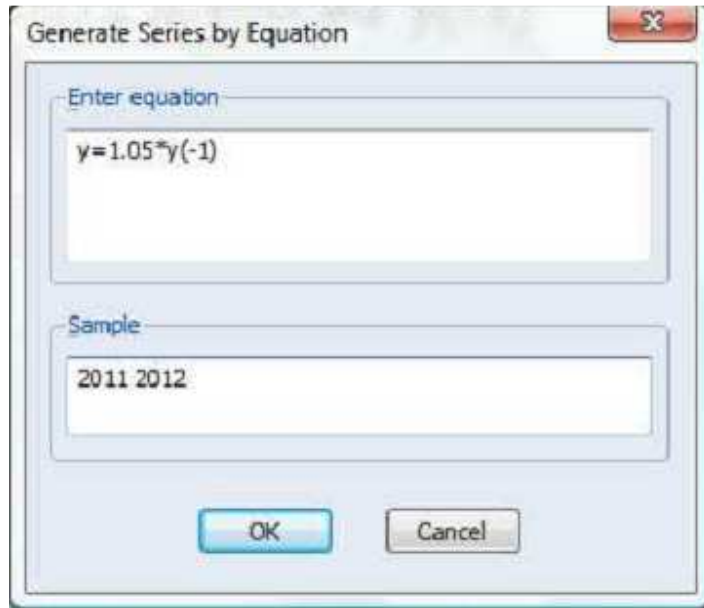 Generate Series by Equation
Enter equation
y=1.05*y(-1)
Sample
2011 2012
OK
Cancel